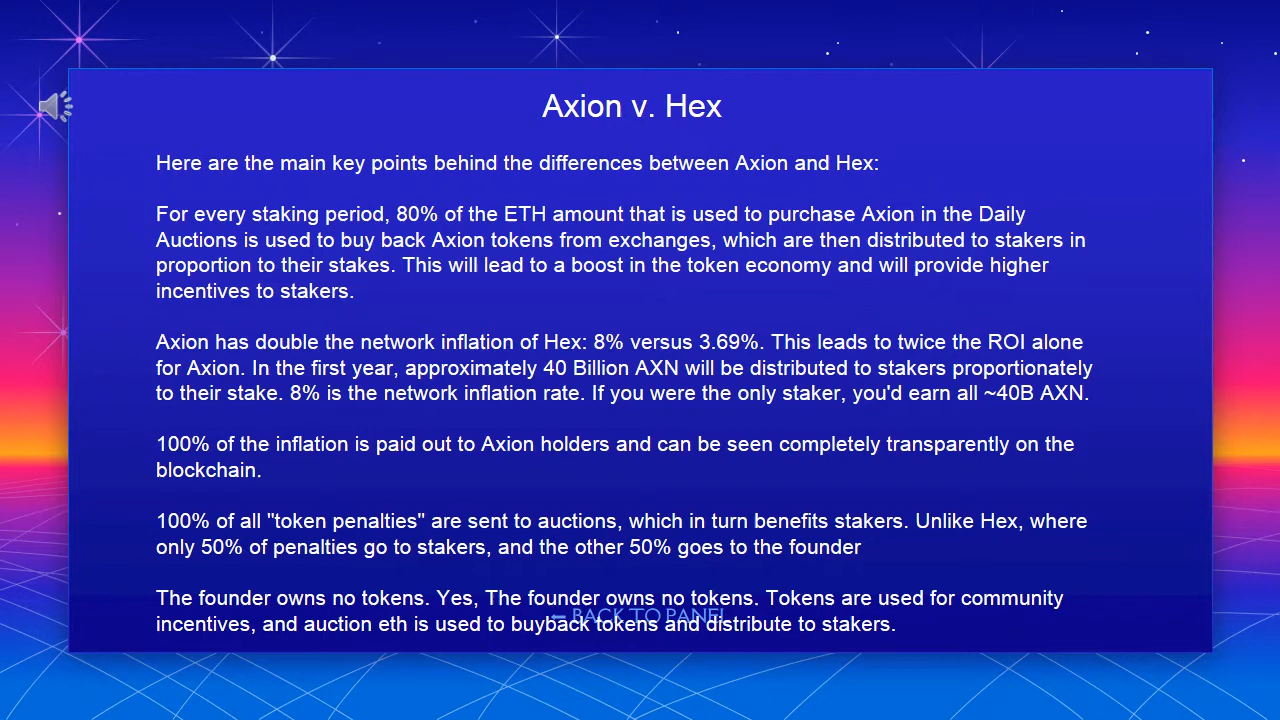 Axion v. Hex
Here are the main key points behind the differences between Axion and Hex:
For every staking period, 80% of the ETH amount that is used to purchase Axion in the Daily
Auctions is used to buy back Axion tokens from exchanges, which are then distributed to stakers in
proportion to their stakes. This will lead to a boost in the token economy and will provide higher
incentives to stakers.
Axion has double the network inflation of Hex: 8% versus 3.69%. This leads to twice the ROI alone
for Axion. In the first year, approximately 40 Billion AXN will be distributed to stakers proportionately
to their stake. 8% is the network inflation rate. If you were the only staker, you'd earn all ~40B AXN.
100% of the inflation is paid out to Axion holders and can be seen completely transparently on the
blockchain.
100% of all "token penalties" are sent to auctions, which in turn benefits stakers. Unlike Hex, where
only 50% of penalties go to stakers, and the other 50% goes to the founder
The founder owns no tokens. Yes, The founder owns no tokens. Tokens are used for community
← BACK TO PANEL
incentives, and auction eth is used to buyback tokens and distribute to stakers.